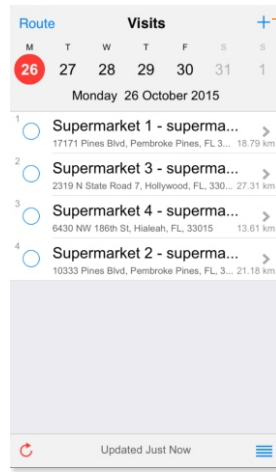 Route Visits +
M T W T F S S
26 27 28 29 30 31 1
Monday 26 October 2015
1 Supermarket 1 - superma...
17171 Pines Blvd, Pembroke Pines, FL 3... 18.79 km
2 Supermarket 3 - superma...
2319 N State Road 7, Hollywood, FL, 330... 27.31 km
3 Supermarket 4 - superma...
6430 NW 186th St, Hialeah, FL, 33015 13.61 km
4 Supermarket 2 - superma...
10333 Pines Blvd, Pembroke Pines, FL, 3... 21.18 km
Updated Just Now